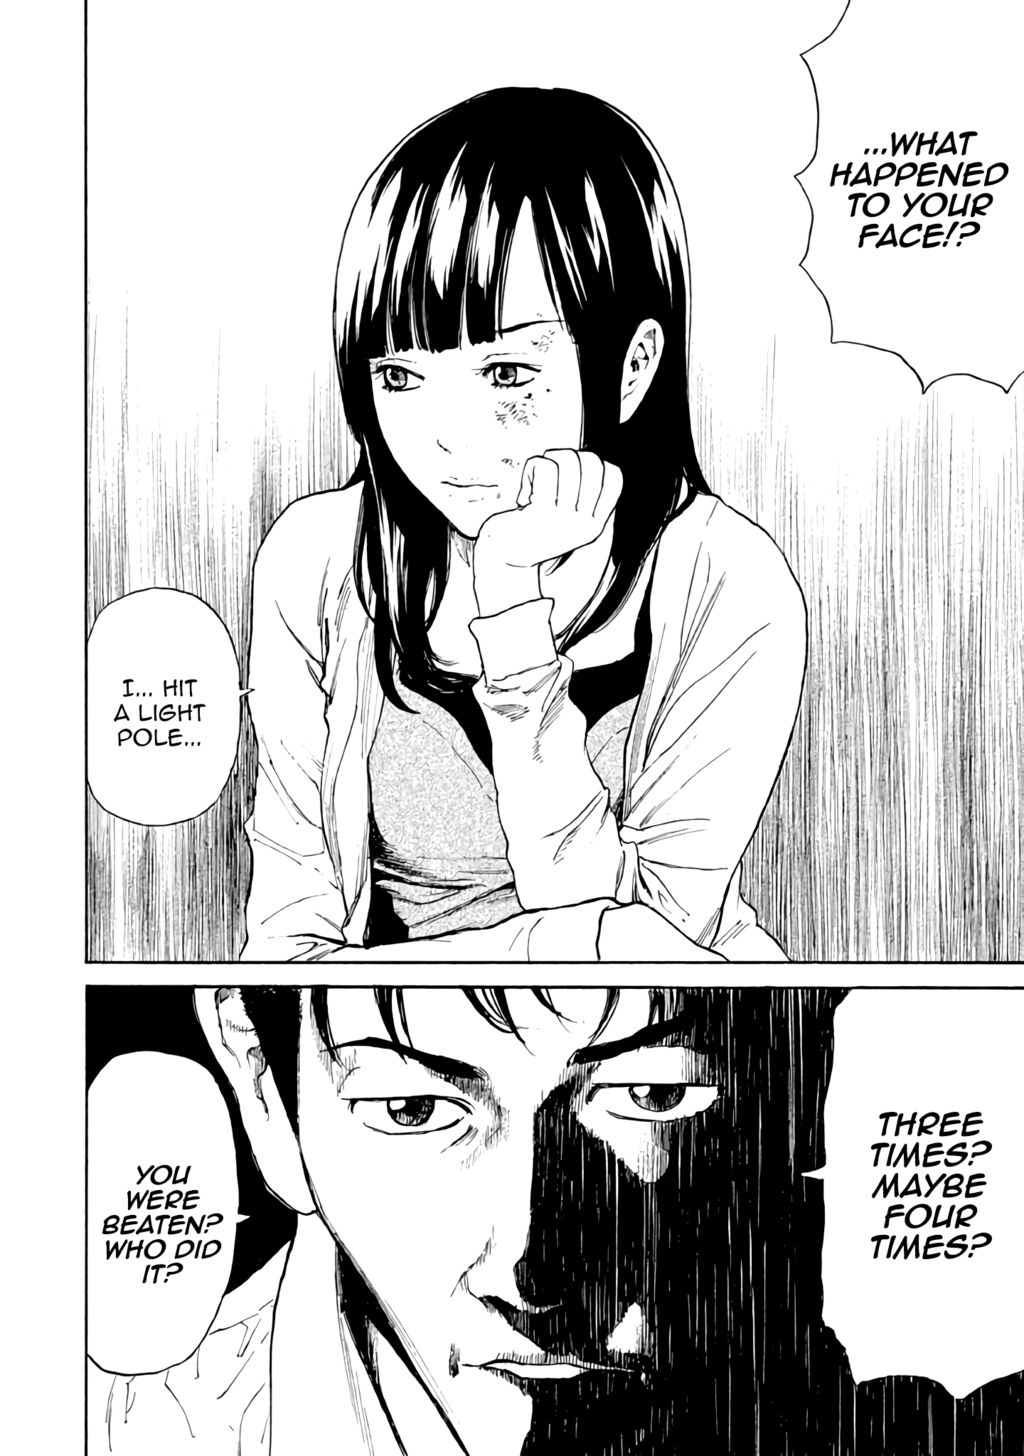 ...WHAT
HAPPENED
TO YOUR
FACE!?
I... HIT
A LIGHT
POLE...
THREE
TIMES?
MAYBE
FOUR
TIMES?
YOU
WERE
BEATEN?
WHO DID
IT?